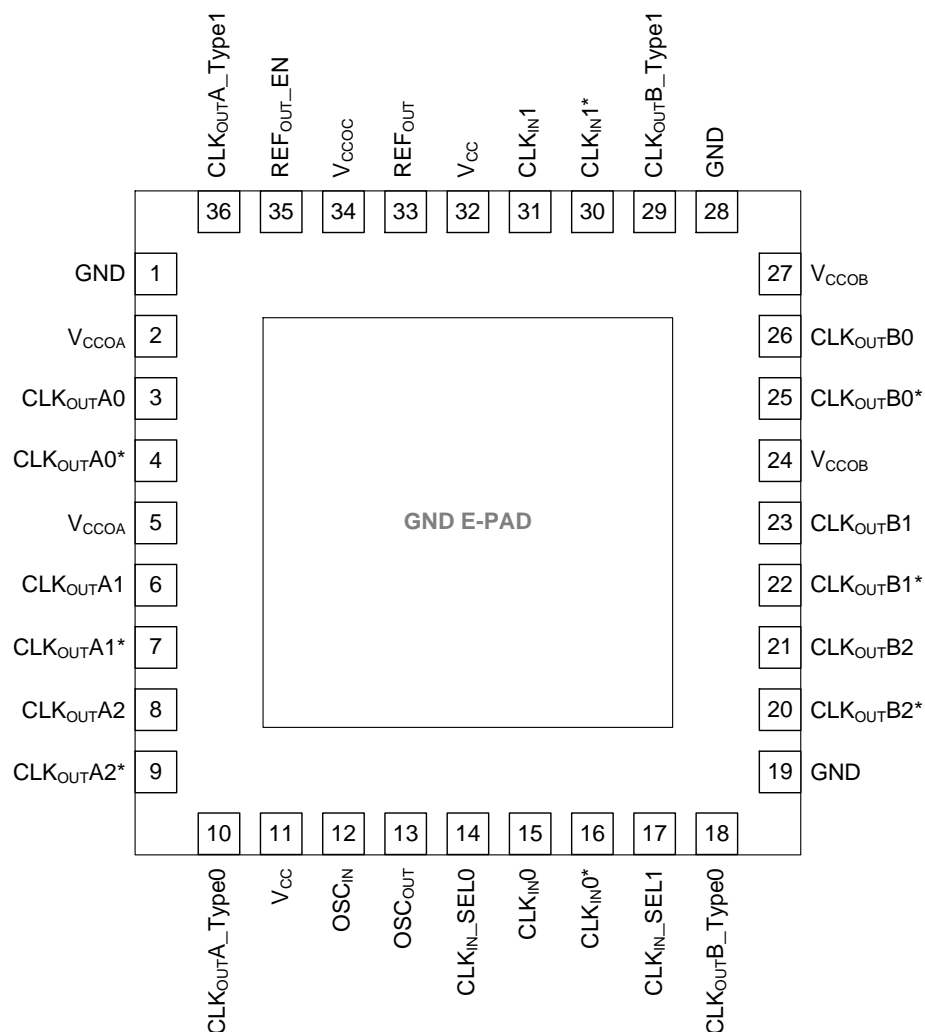 CLKOUTA_Type1
REFOUT_EN
VCCOC
REFOUT
VCC
CLKIN1
CLKIN1*
CLKOUTB_Type1
GND
36 35 34 33 32 31 30 29 28
GND 1
27 VCCOB
VCCOA 2
26 CLKOUTB0
CLKOUTA0 3
25 CLKOUTB0*
CLKOUTA0* 4
24 VCCOB
VCCOA 5
GND E-PAD
23 CLKOUTB1
CLKOUTA1 6
22 CLKOUTB1*
CLKOUTA1* 7
21 CLKOUTB2
CLKOUTA2 8
20 CLKOUTB2*
CLKOUTA2* 9
19 GND
10 11 12 13 14 15 16 17 18
CLKOUTA_Type0
VCC
OSCIN
OSCOUT
CLKIN_SEL0
CLKIN0
CLKIN0*
CLKIN_SEL1
CLKOUTB_Type0